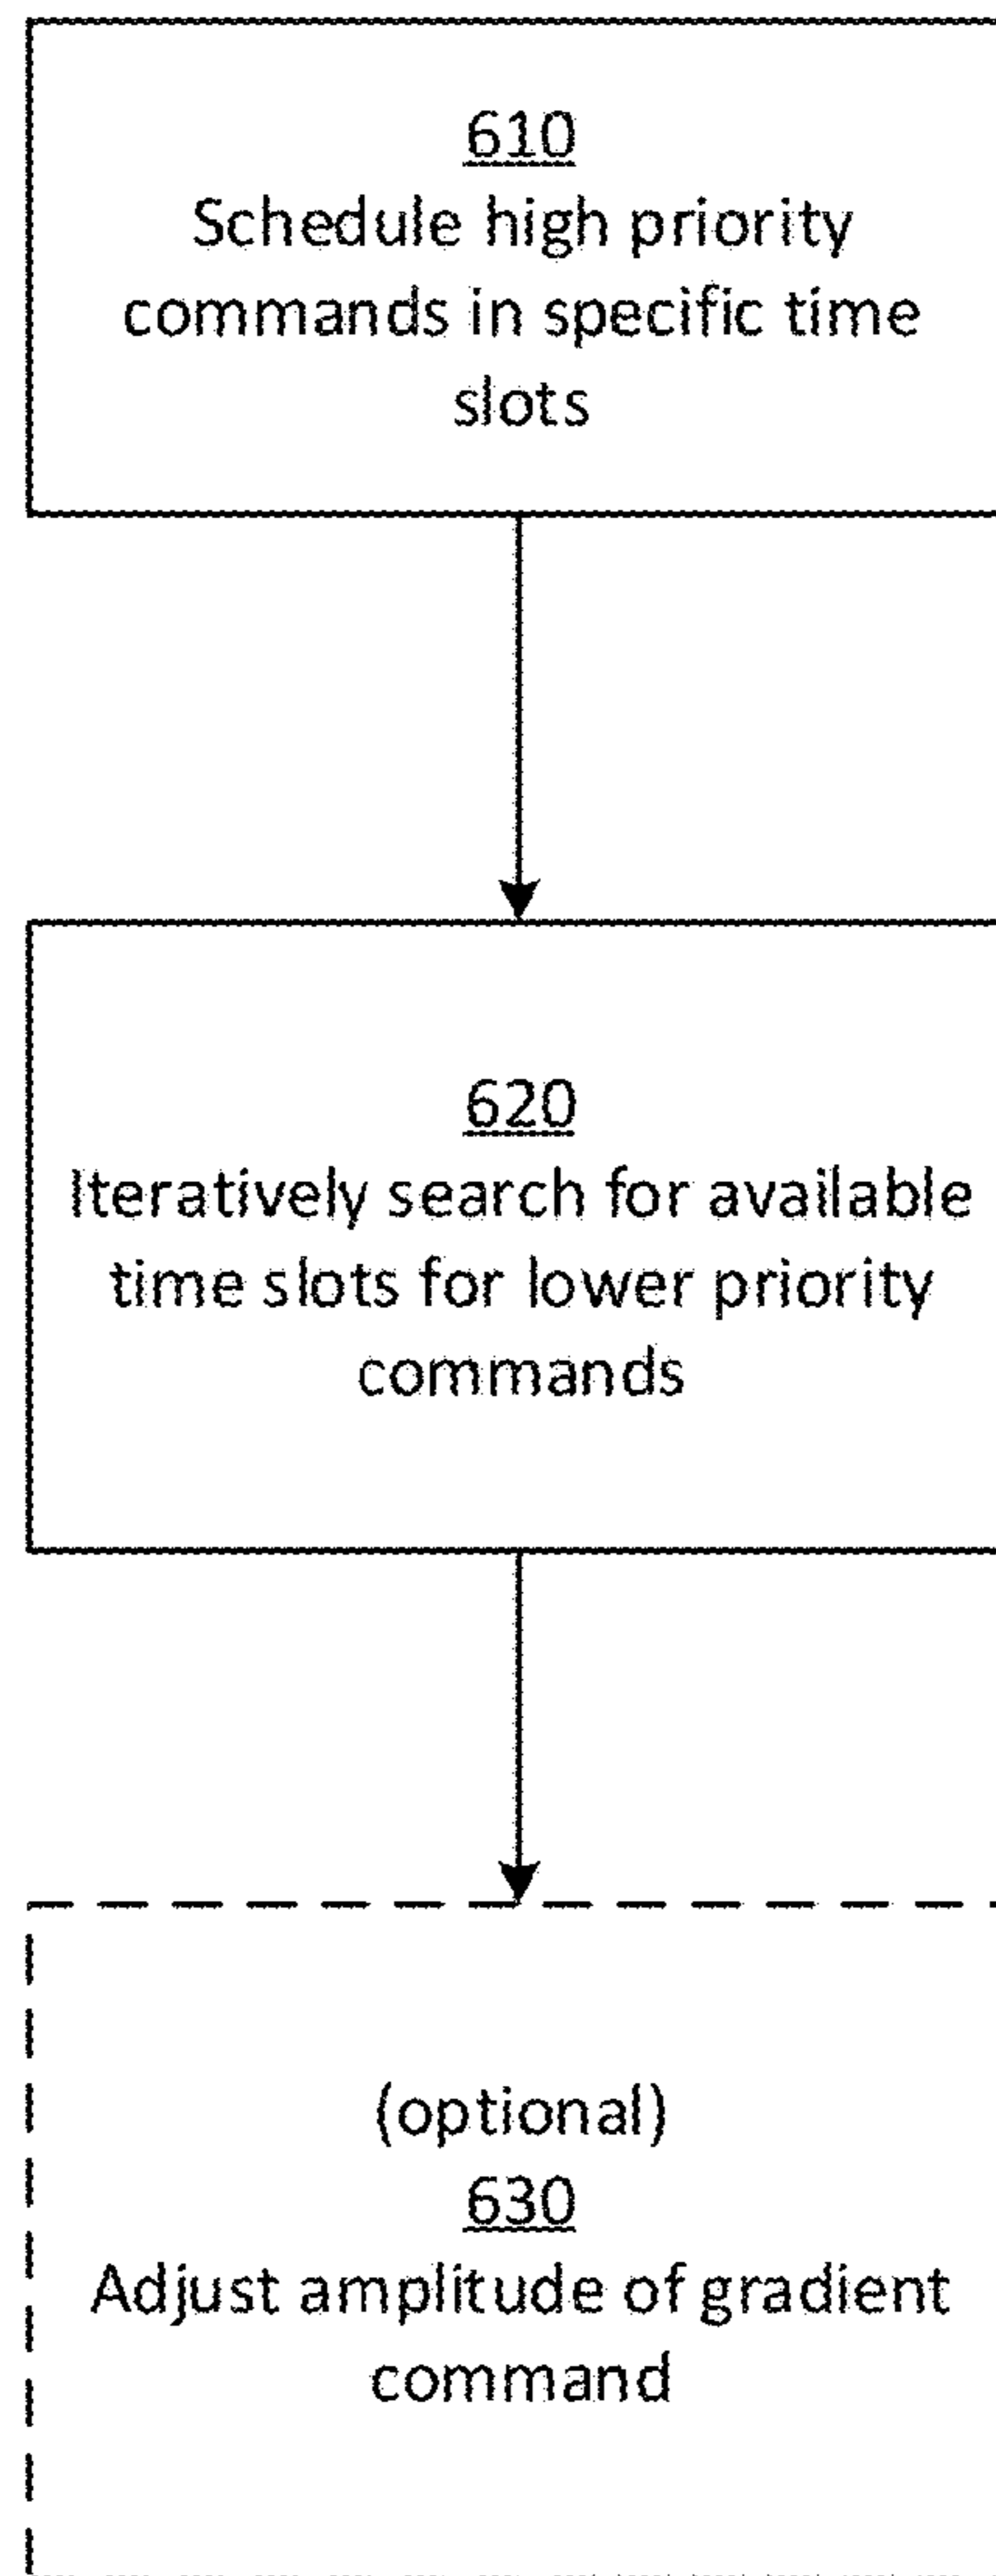 610
Schedule high priority
commands in specific time
slots
620
Iteratively search for available
time slots for lower priority
commands
(optional)
630
Adjust amplitude of gradient
command